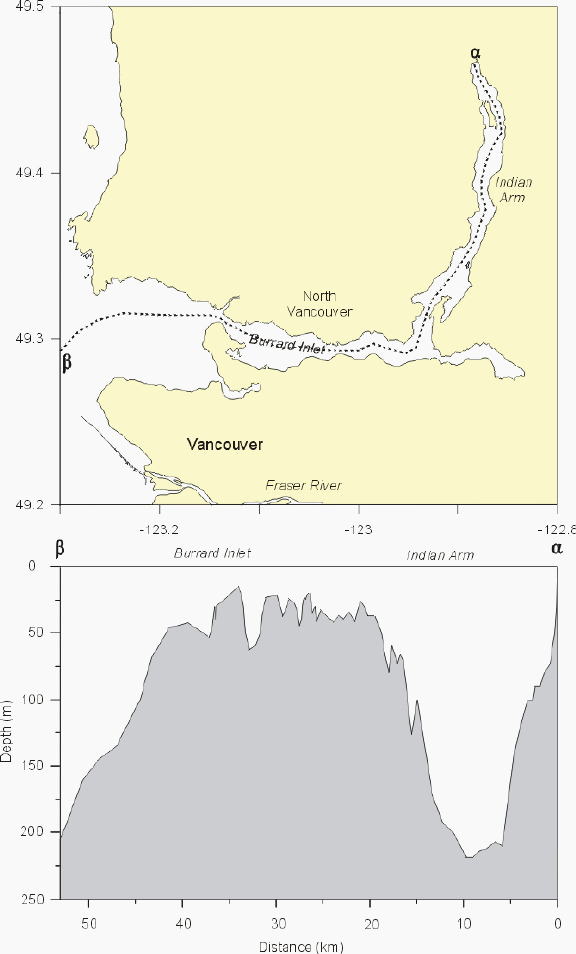 49.5
α
49.4
Indian
Arm
North
Vancouver
49.3
Burrard Inlet
β
Vancouver
Fraser River
49.2
-123.2
-123
-122.8
β
Burrard Inlet
Indian Arm
α
0
50
100
150
200
250
Depth (m)
50
40
30
20
10
0
Distance (km)